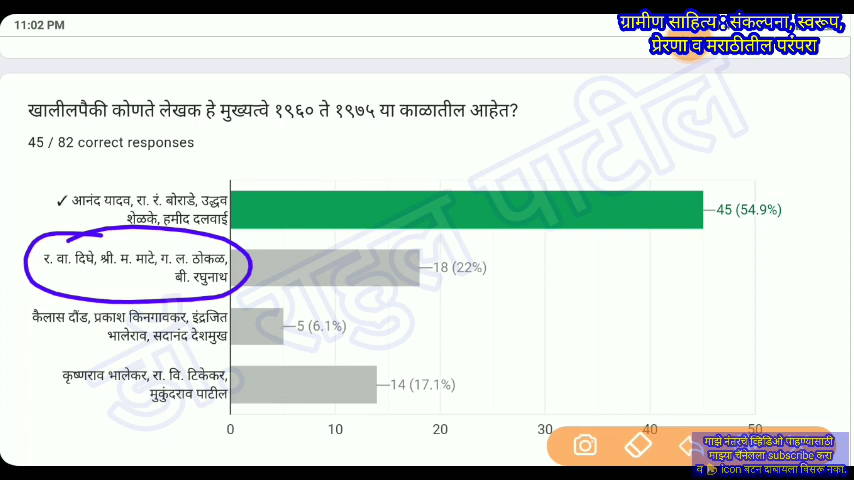 11:02 PM
ग्रामीण साहित्य : संकल्पना, स्वरूप,
प्रेरणा व मराठीतील परंपरा
खालीलपैकी कोणते लेखक हे मुख्यत्वे १९६० ते १९७५ या काळातील आहेत?
45 / 82 correct responses
✓ आनंद यादव, रा. रं. बोराडे, उद्धव
शेळके, हमीद दलवाई
45 (54.9%)
र. वा. दिघे, श्री. म. माटे, ग. ल. ठोकळ,
बी. रघुनाथ
18 (22%)
कैलास दौंड, प्रकाश किनगावकर, इंद्रजित
भालेराव, सदानंद देशमुख
5 (6.1%)
कृष्णराव भालेकर, रा. वि. टिकेकर,
मुकुंदराव पाटील
14 (17.1%)
0 10 20 30 40 50
डॉ. राहुल पाटील
माझे नंतरचे व्हिडिओ पाहण्यासाठी
माझ्या चॅनेलला subscribe करा
व 🔔 Icon बटन दाबायला विसरू नका.